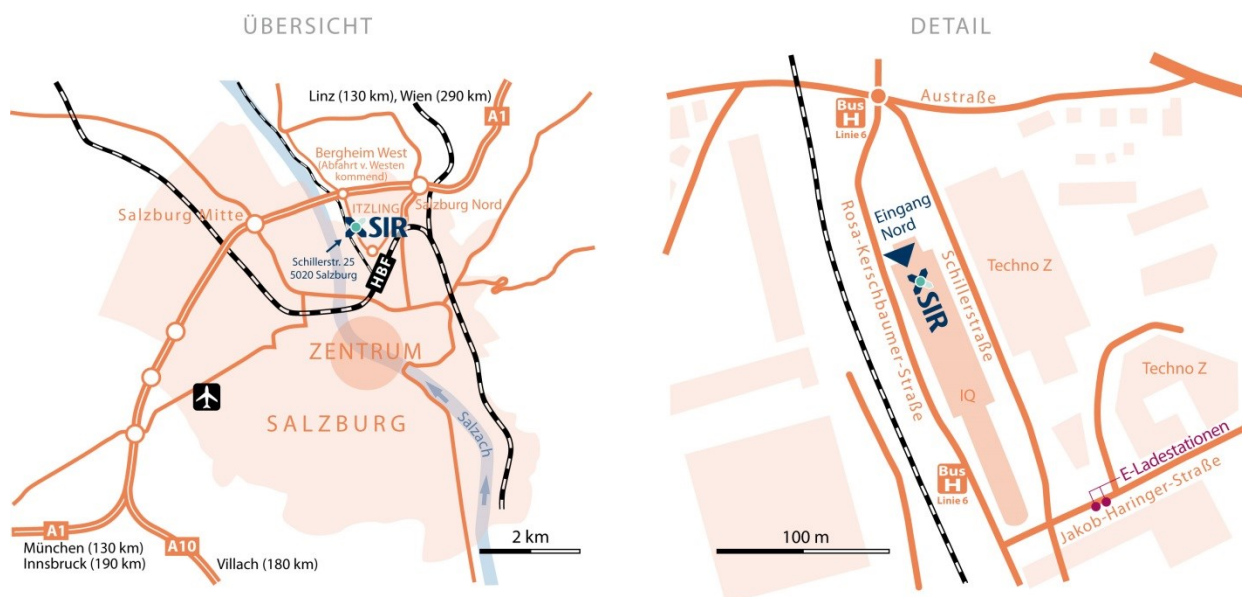 ÜBERSICHT
Linz (130 km), Wien (290 km)
A1
Bergheim West
(Abfahrt v. Westen
kommend)
Salzburg Mitte
ITZLING
Salzburg Nord
SIR
Schillerstr. 25
5020 Salzburg
HBF
ZENTRUM
SALZBURG
Salzach
A1
München (130 km)
Innsbruck (190 km)
A10
Villach (180 km)
2 km
DETAIL
Bus
H
Linie 6
Austraße
Eingang
Nord
Rosa-Kerschbaumer-Straße
Schillerstraße
SIR
Techno Z
IQ
Techno Z
E-Ladestationen
Bus
H
Linie 6
Jakob-Haringer-Straße
100 m